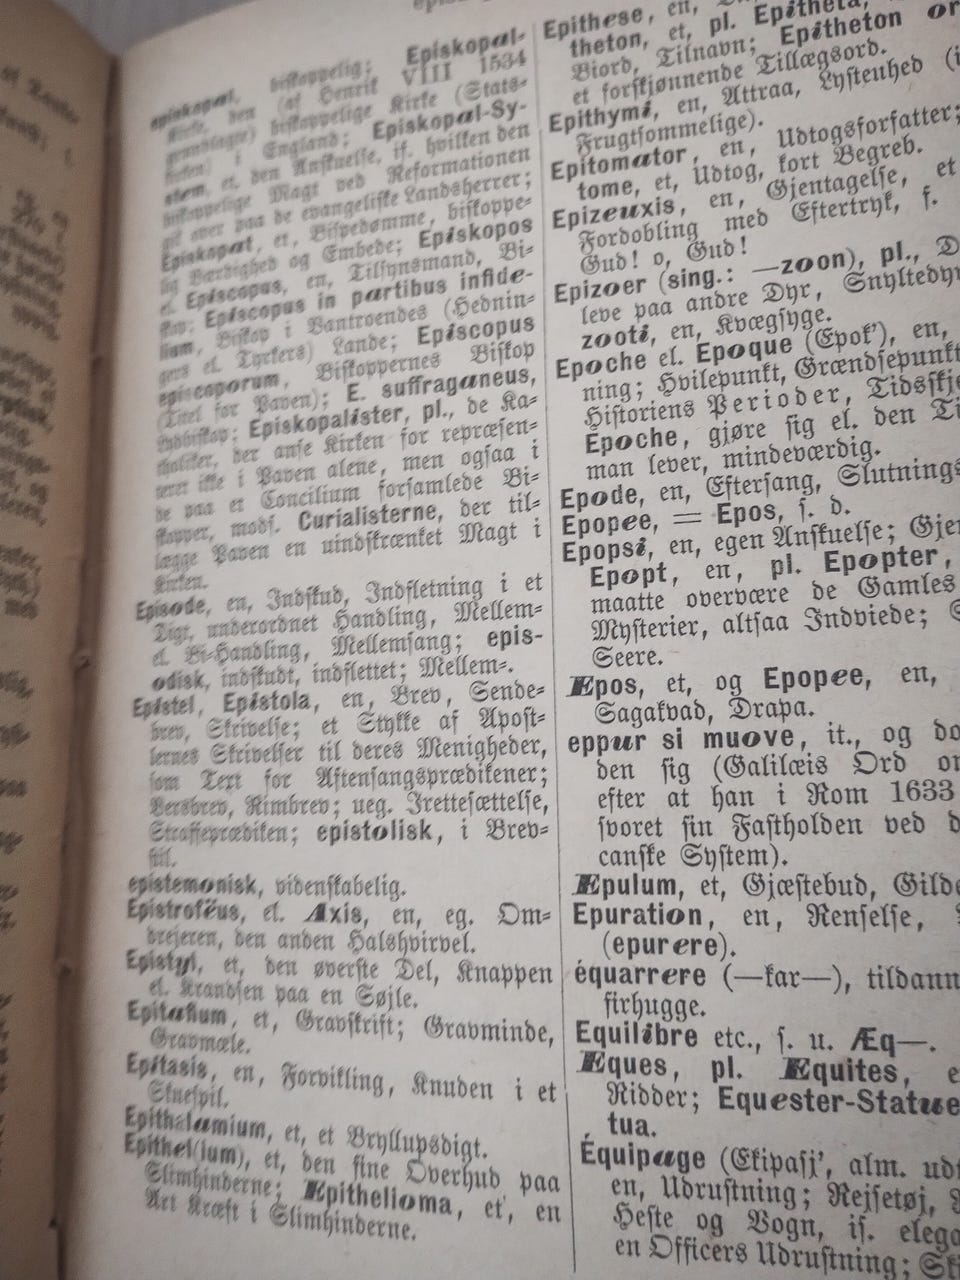 episkopal, biskoppelig; Episkopal-
Kirke, den (af Henrik VIII 1534
grundlagte) biskoppelige Kirke (Stats-
kirken) i England; Episkopal-Sy-
stem, et, den Anskuelse, if. hvilken den
biskoppelige Magt ved Reformationen
gik over paa de evangeliske Landsherrer;
Episkopat, et, Bispedømme, biskoppe-
lig Værdighed og Embede; Episkopos
el. Episcopus, en, Tilsynsmand, Bi-
skop; Episcopus in partibus infide-
lium, Biskop i Vantroendes (Hednin-
gers el. Tyrkers) Lande; Episcopus
episcoporum, Biskoppernes Biskop
(Titel for Paven); E. suffraganeus,
Lydbiskop; Episkopalister, pl., de Ka-
tholiker, der anse Kirken for repræsen-
teret ikke i Paven alene, men ogsaa i
de paa et Concilium forsamlede Bi-
skopper, mods. Curialisterne, der til-
lægge Paven en uindskrænket Magt i
Kirken.
Episode, en, Indskud, Indfletning i et
Digt, underordnet Handling, Mellem-
el. Bi-Handling, Mellemsang; epis-
odisk, indskudt, indflettet; Mellem-.
Epistel, Epistola, en, Brev, Sende-
brev, Skrivelse; et Stykke af Apost-
lernes Skrivelser til deres Menigheder,
som Text for Aftensangsprædikener;
Versbrev, Rimbrev; ueg. Irettesættelse,
Straffeprædiken; epistolisk, i Brev-
stil.
epistemonisk, videnskabelig.
Epistrofëus, el. Axis, en, eg. Om-
drejeren, den anden Halshvirvel.
Epistyl, et, den øverste Del, Knappen
el. Krandsen paa en Søjle.
Epitafium, et, Gravskrift; Gravminde,
Gravmæle.
Epitasis, en, Forvikling, Knuden i et
Skuespil.
Epithalamium, et, et Bryllupsdigt.
Epithel(ium), et, den fine Overhud paa
Slimhinderne; Epithelioma, et, en
Art Kræft i Slimhinderne.
Epithese, en,
theton, et, pl. Epitheta,
Biord, Tilnavn; Epitheton or
et forskjønnende Tillægsord.
Epithymi, en, Attraa, Lystenhed (i
Frugtsommelige).
Epitomator, en, Udtogsforfatter;
tome, et, Udtog, kort Begreb.
Epizeuxis, en, Gjentagelse, et
Fordobling med Eftertryk, f.
Gud! o, Gud!
Epizoer (sing.: —zoon), pl., D
leve paa andre Dyr, Snyltedyr
zooti, en, Kvægsyge.
Epoche el. Epoque (Epok'), en,
ning; Hvilepunkt, Grændsepunkt
Historiens Perioder, Tidsskj
Epoche, gjøre sig el. den Ti
man lever, mindeværdig.
Epode, en, Eftersang, Slutnings
Epopee, = Epos, s. d.
Epopsi, en, egen Anskuelse; Gjen
Epopt, en, pl. Epopter,
maatte overvære de Gamles
Mysterier, altsaa Indviede; S
Seere.
Epos, et, og Epopee, en,
Sagakvad, Drapa.
eppur si muove, it., og do
den sig (Galilæis Ord om
efter at han i Rom 1633
svoret sin Fastholden ved d
canske System).
Epulum, et, Gjæstebud, Gilde
Epuration, en, Renselse,
(epurere).
équarrere (—kar—), tildann
firhugge.
Equilibre etc., s. u. Æq—.
Eques, pl. Equites, e
Ridder; Equester-Statue
tua.
Équipage (Ekipasj', alm. udt
en, Udrustning; Rejsetøj,
Heste og Vogn, is. elega
en Officers Udrustning; Sk